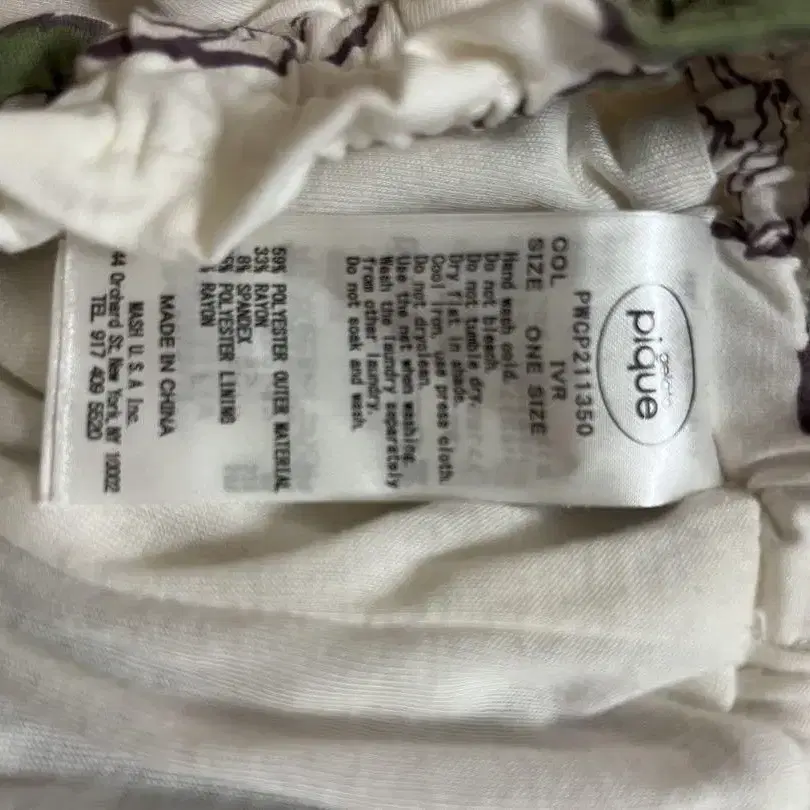 gelato
pique
PWCP211350
COL IVR
SIZE ONE SIZE
Hand wash cold.
Do not bleach.
Do not tumble dry.
Dry flat in shade.
Cool iron, use press cloth.
Do not dryclean.
Use the net when washing.
Wash the laundry separately
from other laundry.
Do not soak and wash.
59% POLYESTER OUTER MATERIAL
33% RAYON
8% SPANDEX
5% POLYESTER LINING
% RAYON
MADE IN CHINA
MASH U.S.A Inc.
44 Orchard St. New York, NY 10002
TEL 917 409 5520